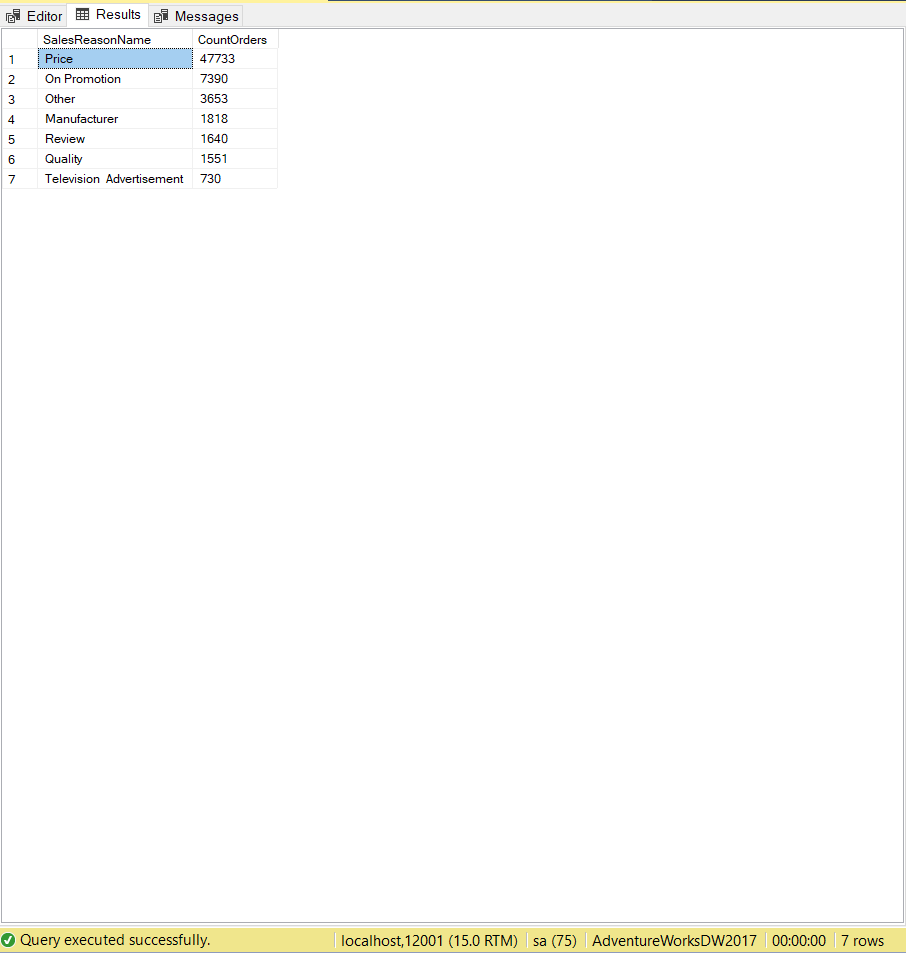 Editor Results Messages
SalesReasonName CountOrders
1 Price 47733
2 On Promotion 7390
3 Other 3653
4 Manufacturer 1818
5 Review 1640
6 Quality 1551
7 Television Advertisement 730
Query executed successfully. localhost,12001 (15.0 RTM) sa (75) AdventureWorksDW2017 00:00:00 7 rows